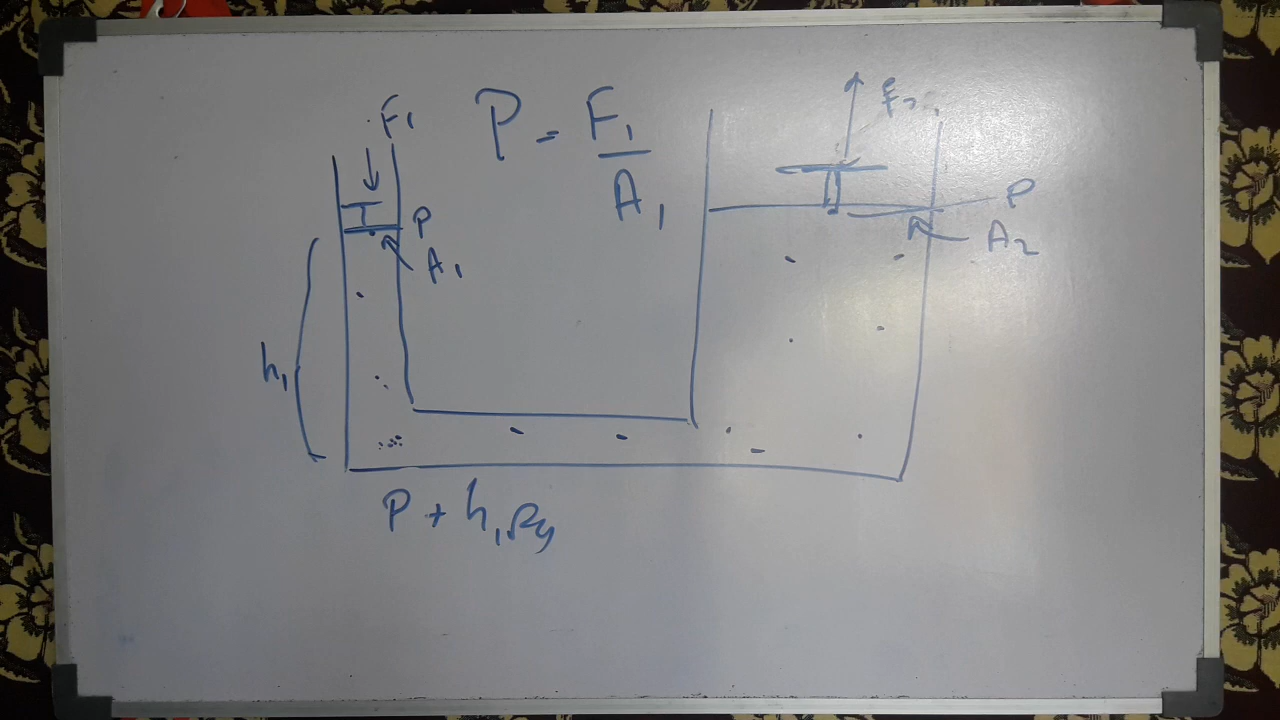 F1
P = F1/A1
F2
P
A1
P
A2
h1
P + h1ρg